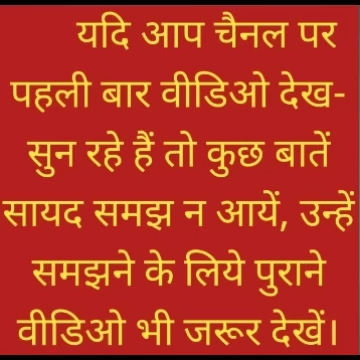 यदि आप चैनल पर
पहली बार वीडिओ देख-
सुन रहे हैं तो कुछ बातें
सायद समझ न आयें, उन्हें
समझने के लिये पुराने
वीडिओ भी जरूर देखें।